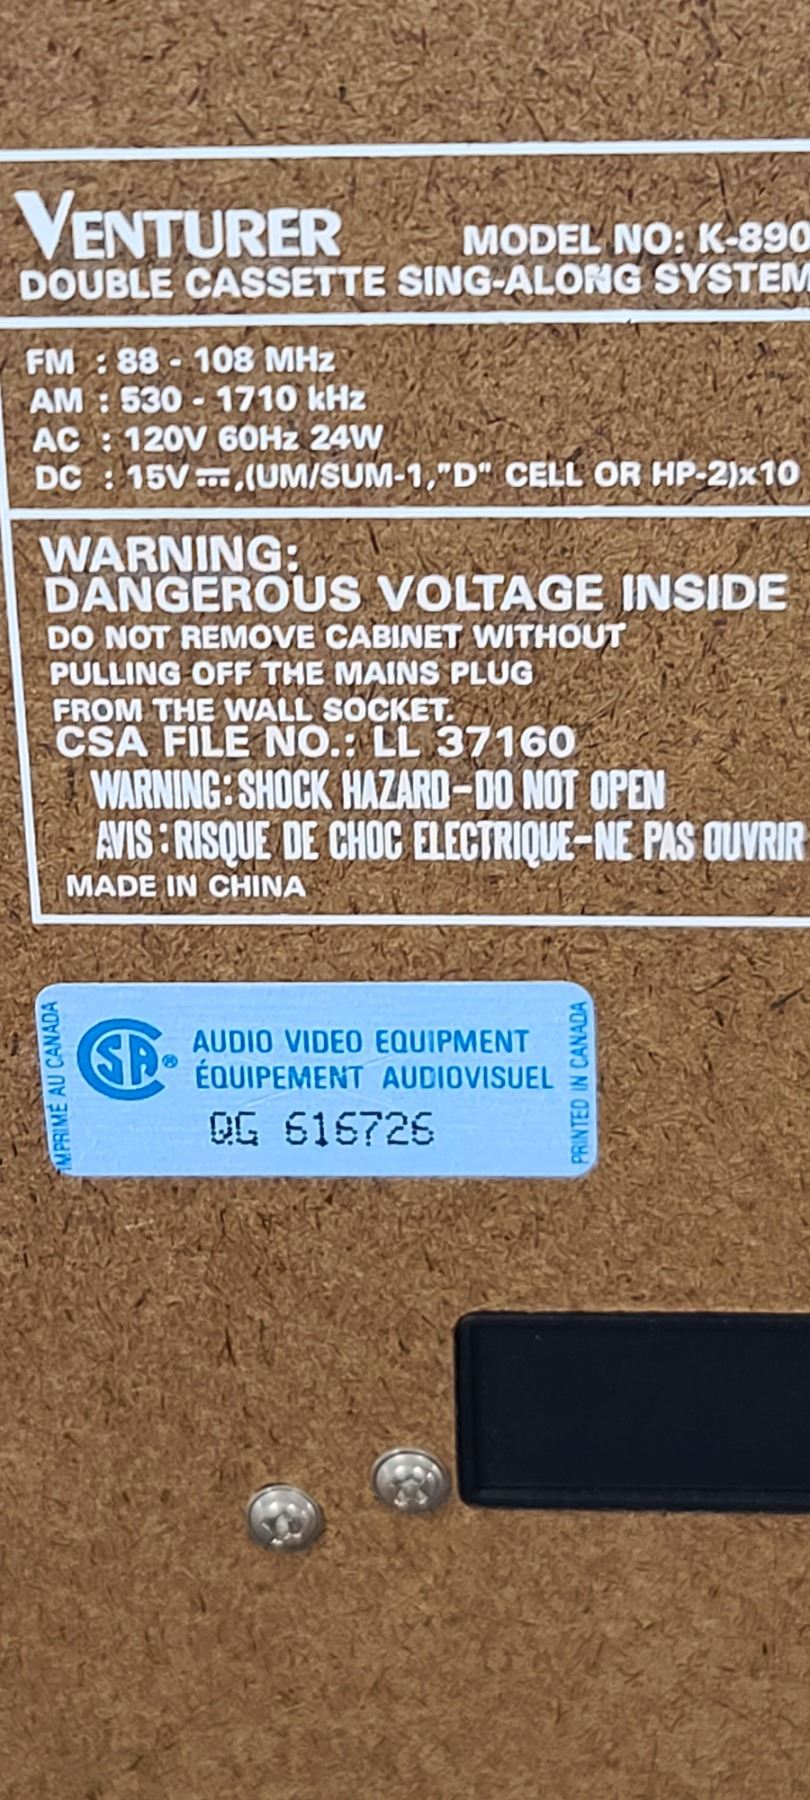 VENTURER MODEL NO: K-890
DOUBLE CASSETTE SING-ALONG SYSTEM
FM : 88 - 108 MHz
AM : 530 - 1710 kHz
AC : 120V 60Hz 24W
DC : 15V ⎓,(UM/SUM-1,"D" CELL OR HP-2)x10
WARNING:
DANGEROUS VOLTAGE INSIDE
DO NOT REMOVE CABINET WITHOUT
PULLING OFF THE MAINS PLUG
FROM THE WALL SOCKET.
CSA FILE NO.: LL 37160
WARNING: SHOCK HAZARD-DO NOT OPEN
AVIS : RISQUE DE CHOC ELECTRIQUE-NE PAS OUVRIR
MADE IN CHINA
IMPRIMÉ AU CANADA
CSA® AUDIO VIDEO EQUIPMENT
ÉQUIPEMENT AUDIOVISUEL
QG 616726
PRINTED IN CANADA